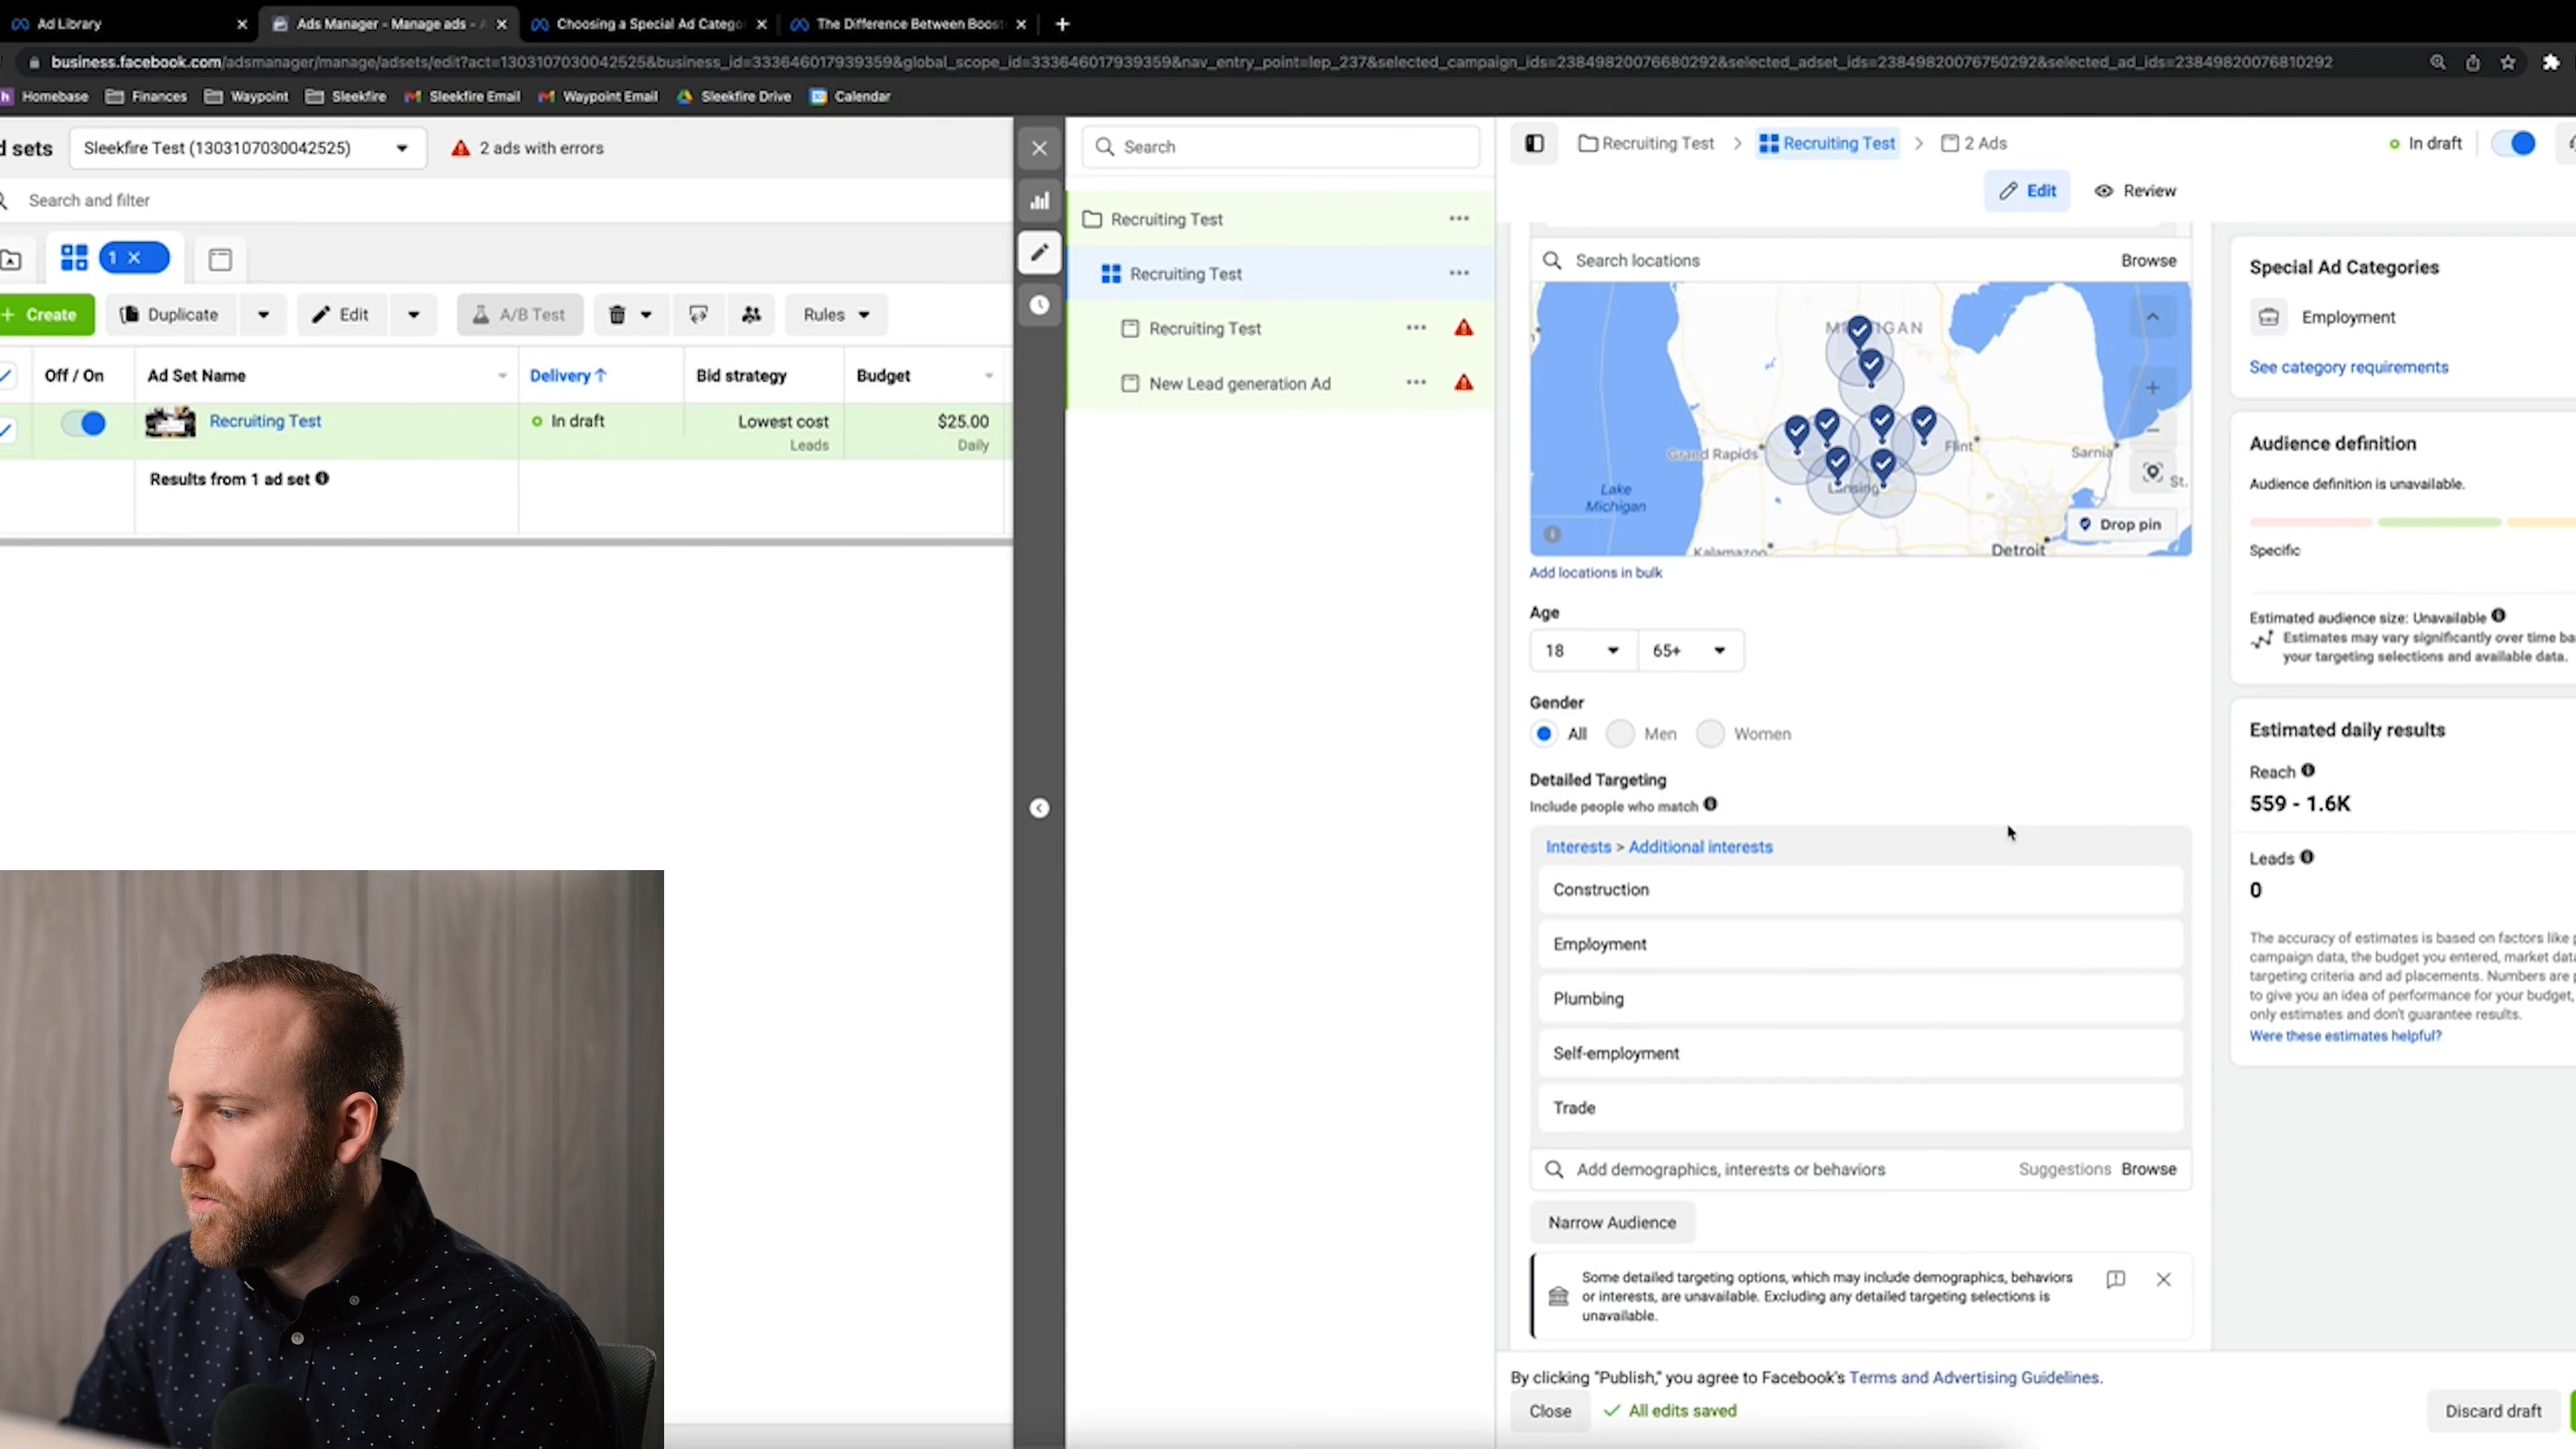 Ad Library
Ads Manager - Manage ads -
Choosing a Special Ad Catego
The Difference Between Boos
business.facebook.com/adsmanager/manage/adsets/edit?act=1303107030042525&business_id=333646017939359&global_scope_id=333646017939359&nav_entry_point=lep_237&selected_campaign_ids=23849820076680292&selected_adset_ids=23849820076750292&selected_ad_ids=23849820076810292
Homebase
Finances
Waypoint
Sleekfire
Sleekfire Email
Waypoint Email
Sleekfire Drive
Calendar
d sets
Sleekfire Test (1303107030042525)
2 ads with errors
Search and filter
1 ×
+ Create
Duplicate
Edit
A/B Test
Rules
Off / On
Ad Set Name
Delivery ↑
Bid strategy
Budget
Recruiting Test
In draft
Lowest cost
Leads
$25.00
Daily
Results from 1 ad set
Search
Recruiting Test
Recruiting Test
Recruiting Test
New Lead generation Ad
Recruiting Test > Recruiting Test > 2 Ads
In draft
Edit
Review
Search locations
Browse
MICHIGAN
Grand Rapids
Flint
Sarnia
Lansing
St.
Lake
Michigan
Drop pin
Kalamazoo
Detroit
Add locations in bulk
Age
18
65+
Gender
All
Men
Women
Detailed Targeting
Include people who match
Interests > Additional interests
Construction
Employment
Plumbing
Self-employment
Trade
Add demographics, interests or behaviors
Suggestions
Browse
Narrow Audience
Some detailed targeting options, which may include demographics, behaviors
or interests, are unavailable. Excluding any detailed targeting selections is
unavailable.
By clicking "Publish," you agree to Facebook's Terms and Advertising Guidelines.
Close
All edits saved
Discard draft
Special Ad Categories
Employment
See category requirements
Audience definition
Audience definition is unavailable.
Specific
Estimated audience size: Unavailable
Estimates may vary significantly over time ba
your targeting selections and available data.
Estimated daily results
Reach
559 - 1.6K
Leads
0
The accuracy of estimates is based on factors like p
campaign data, the budget you entered, market data
targeting criteria and ad placements. Numbers are p
to give you an idea of performance for your budget,
only estimates and don't guarantee results.
Were these estimates helpful?